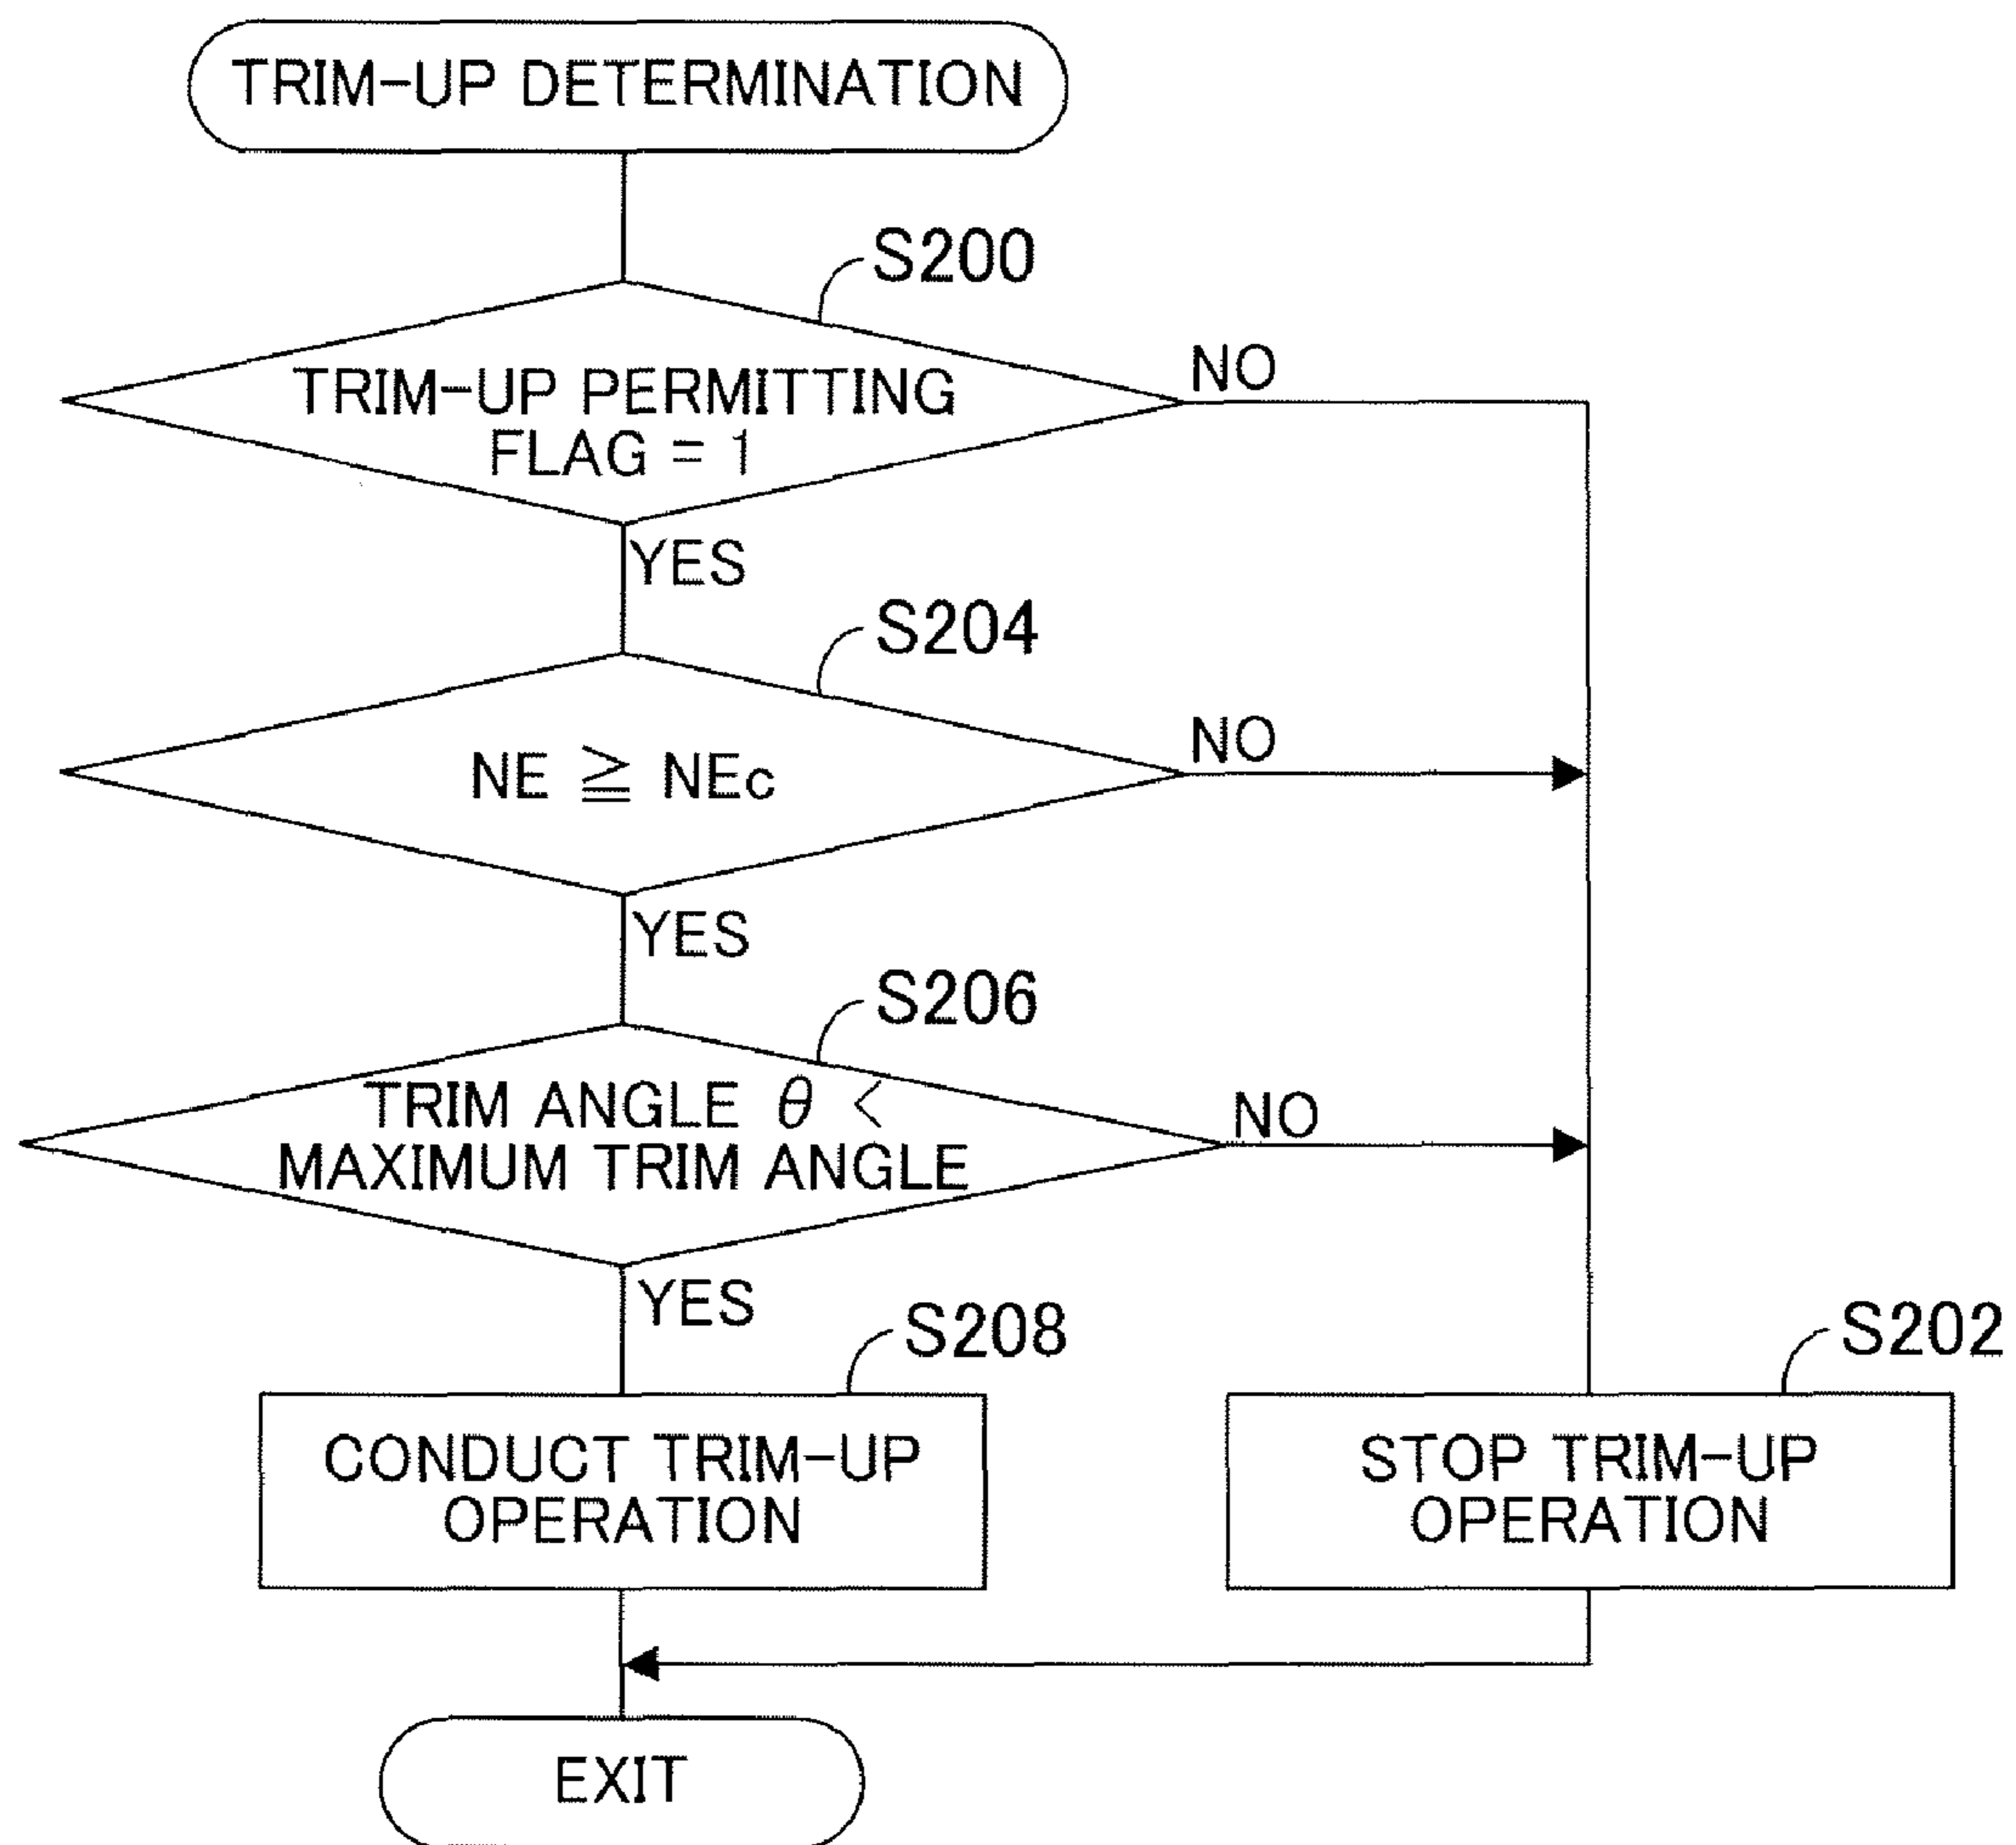 TRIM-UP DETERMINATION
S200
TRIM-UP PERMITTING
FLAG = 1
NO
YES
S204
NE ≧ NEc
NO
YES
S206
TRIM ANGLE θ <
MAXIMUM TRIM ANGLE
NO
YES
S208
S202
CONDUCT TRIM-UP
OPERATION
STOP TRIM-UP
OPERATION
EXIT